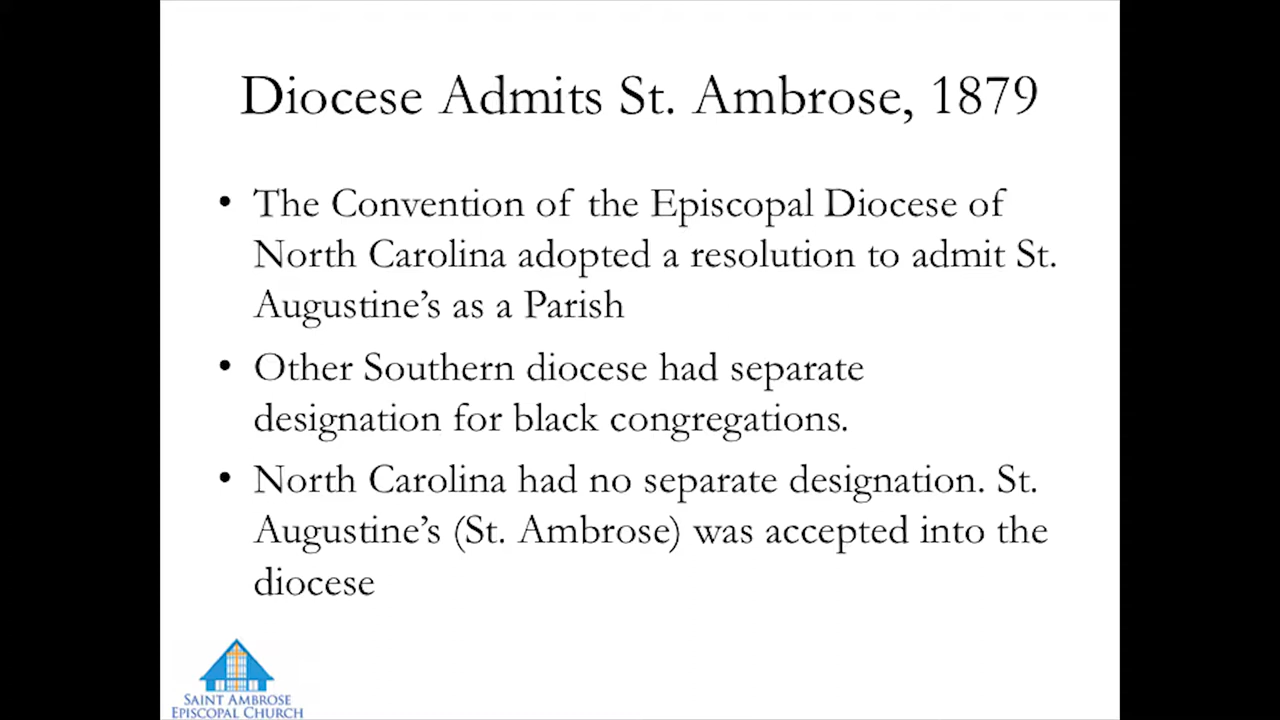 Diocese Admits St. Ambrose, 1879
• The Convention of the Episcopal Diocese of
North Carolina adopted a resolution to admit St.
Augustine’s as a Parish
• Other Southern diocese had separate
designation for black congregations.
• North Carolina had no separate designation. St.
Augustine’s (St. Ambrose) was accepted into the
diocese
SAINT AMBROSE
EPISCOPAL CHURCH